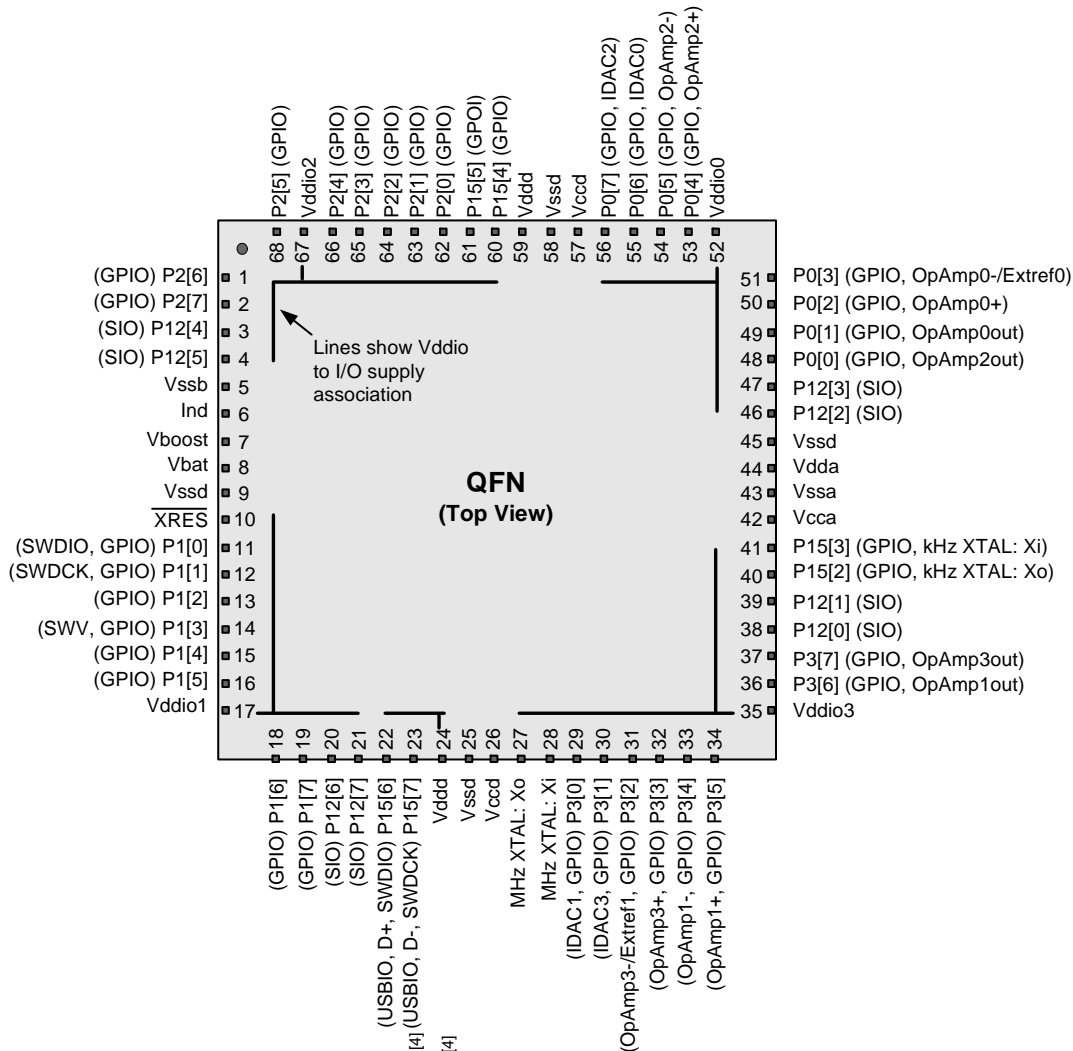 P2[5] (GPIO)
Vddio2
P2[4] (GPIO)
P2[3] (GPIO)
P2[2] (GPIO)
P2[1] (GPIO)
P2[0] (GPIO)
P15[5] (GPOI)
P15[4] (GPIO)
Vddd
Vssd
Vccd
P0[7] (GPIO, IDAC2)
P0[6] (GPIO, IDAC0)
P0[5] (GPIO, OpAmp2-)
P0[4] (GPIO, OpAmp2+)
Vddio0
68
67
66
65
64
63
62
61
60
59
58
57
56
55
54
53
52
(GPIO) P2[6] 1
(GPIO) P2[7] 2
(SIO) P12[4] 3
(SIO) P12[5] 4
Vssb 5
Ind 6
Vboost 7
Vbat 8
Vssd 9
XRES 10
(SWDIO, GPIO) P1[0] 11
(SWDCK, GPIO) P1[1] 12
(GPIO) P1[2] 13
(SWV, GPIO) P1[3] 14
(GPIO) P1[4] 15
(GPIO) P1[5] 16
Vddio1 17
Lines show Vddio
to I/O supply
association
QFN
(Top View)
51 P0[3] (GPIO, OpAmp0-/Extref0)
50 P0[2] (GPIO, OpAmp0+)
49 P0[1] (GPIO, OpAmp0out)
48 P0[0] (GPIO, OpAmp2out)
47 P12[3] (SIO)
46 P12[2] (SIO)
45 Vssd
44 Vdda
43 Vssa
42 Vcca
41 P15[3] (GPIO, kHz XTAL: Xi)
40 P15[2] (GPIO, kHz XTAL: Xo)
39 P12[1] (SIO)
38 P12[0] (SIO)
37 P3[7] (GPIO, OpAmp3out)
36 P3[6] (GPIO, OpAmp1out)
35 Vddio3
18
19
20
21
22
23
24
25
26
27
28
29
30
31
32
33
34
(GPIO) P1[6]
(GPIO) P1[7]
(SIO) P12[6]
(SIO) P12[7]
(USBIO, D+, SWDIO) P15[6]
[4] (USBIO, D-, SWDCK) P15[7]
[4]
Vddd
Vssd
Vccd
MHz XTAL: Xo
MHz XTAL: Xi
(IDAC1, GPIO) P3[0]
(IDAC3, GPIO) P3[1]
(OpAmp3-/Extref1, GPIO) P3[2]
(OpAmp3+, GPIO) P3[3]
(OpAmp1-, GPIO) P3[4]
(OpAmp1+, GPIO) P3[5]